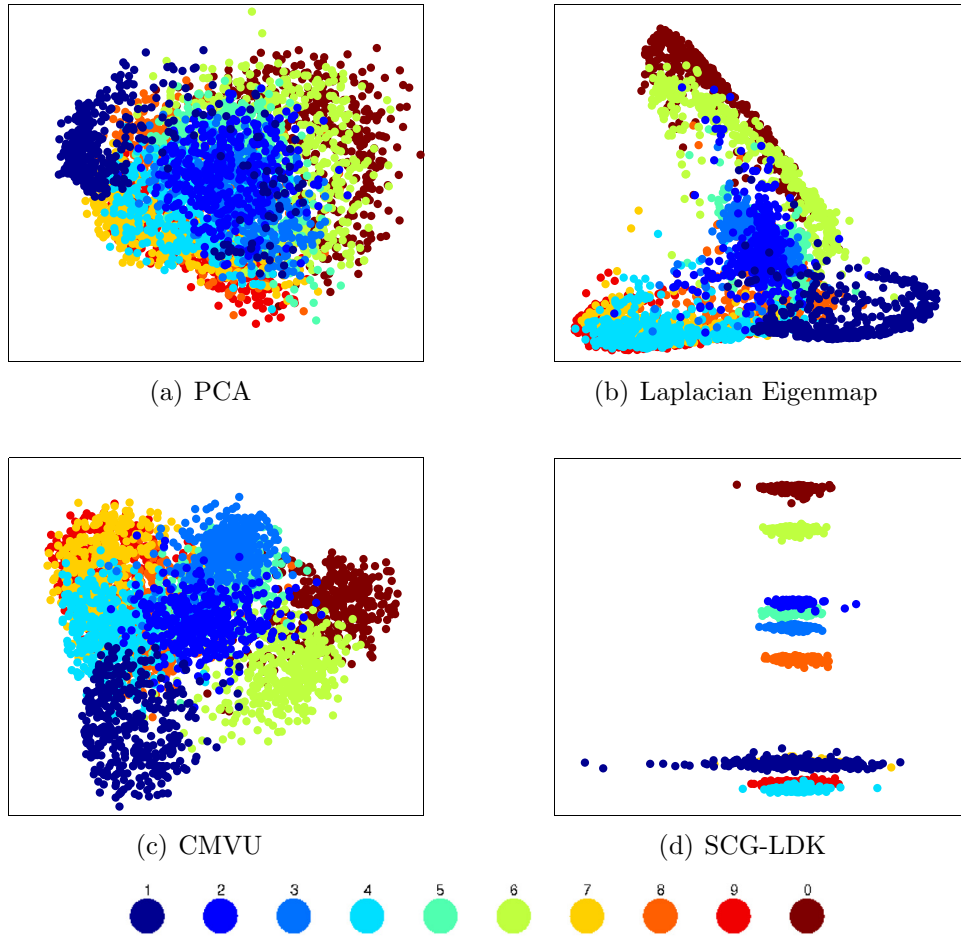 (a) PCA
(b) Laplacian Eigenmap
(c) CMVU
(d) SCG-LDK
1 2 3 4 5 6 7 8 9 0